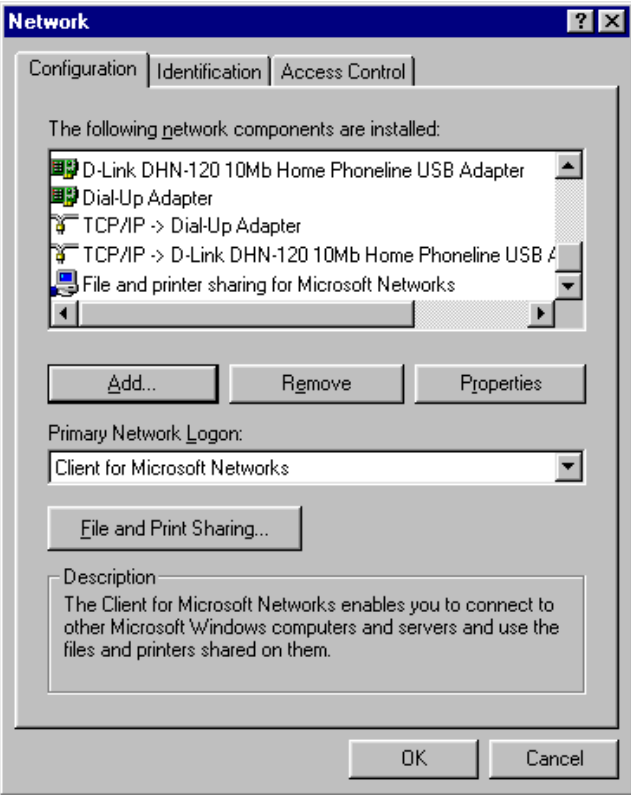 Network
Configuration Identification Access Control
The following network components are installed:
D-Link DHN-120 10Mb Home Phoneline USB Adapter
Dial-Up Adapter
TCP/IP -> Dial-Up Adapter
TCP/IP -> D-Link DHN-120 10Mb Home Phoneline USB A
File and printer sharing for Microsoft Networks
Add... Remove Properties
Primary Network Logon:
Client for Microsoft Networks
File and Print Sharing...
Description
The Client for Microsoft Networks enables you to connect to
other Microsoft Windows computers and servers and use the
files and printers shared on them.
OK Cancel